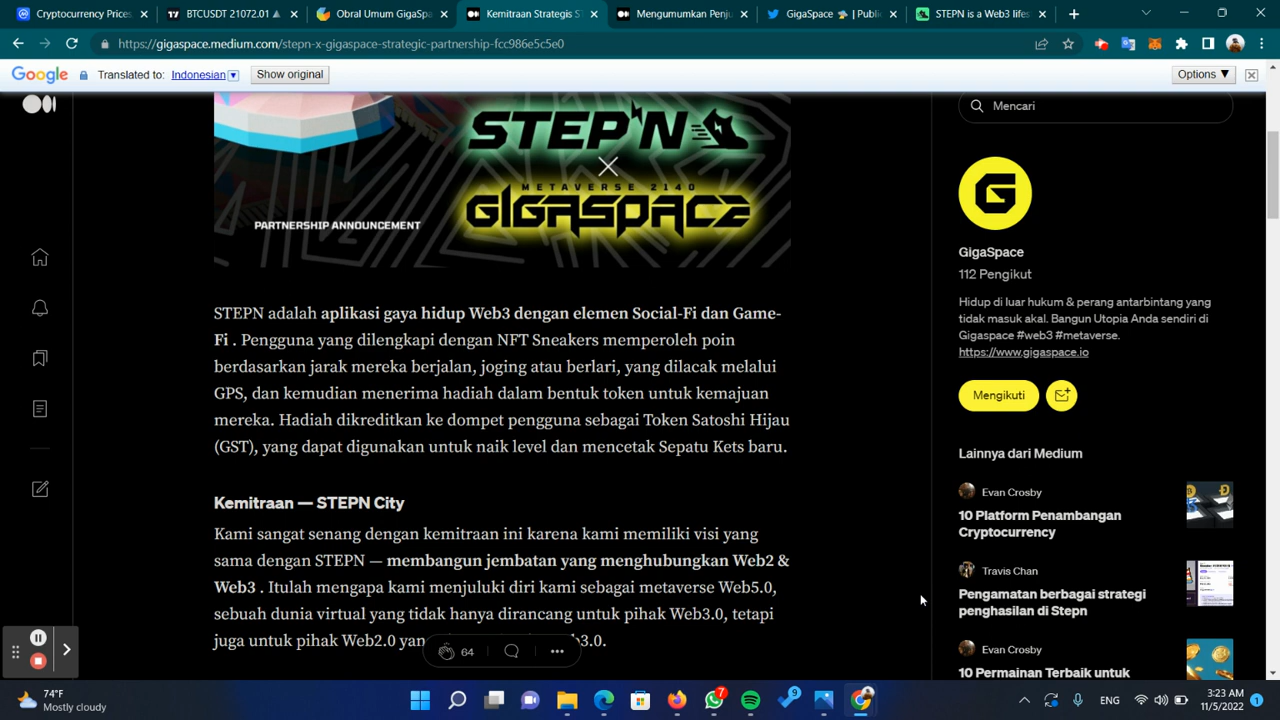 Cryptocurrency Prices,
BTCUSDT 21072.01
Obral Umum GigaSpa
Kemitraan Strategis S
Mengumumkan Penju
GigaSpace
| Publi
STEPN is a Web3 lifes
https://gigaspace.medium.com/stepn-x-gigaspace-strategic-partnership-fcc986e5c5e0
Google
Translated to: Indonesian
Show original
Options
STEP'N
METAVERSE 2140
GIGASPACE
PARTNERSHIP ANNOUNCEMENT
STEPN adalah aplikasi gaya hidup Web3 dengan elemen Social-Fi dan Game-
Fi . Pengguna yang dilengkapi dengan NFT Sneakers memperoleh poin
berdasarkan jarak mereka berjalan, joging atau berlari, yang dilacak melalui
GPS, dan kemudian menerima hadiah dalam bentuk token untuk kemajuan
mereka. Hadiah dikreditkan ke dompet pengguna sebagai Token Satoshi Hijau
(GST), yang dapat digunakan untuk naik level dan mencetak Sepatu Kets baru.
Kemitraan — STEPN City
Kami sangat senang dengan kemitraan ini karena kami memiliki visi yang
sama dengan STEPN — membangun jembatan yang menghubungkan Web2 &
Web3 . Itulah mengapa kami menjuluki diri kami sebagai metaverse Web5.0,
sebuah dunia virtual yang tidak hanya dirancang untuk pihak Web3.0, tetapi
juga untuk pihak Web2.0 yan
b3.0.
64
Mencari
GigaSpace
112 Pengikut
Hidup di luar hukum & perang antarbintang yang
tidak masuk akal. Bangun Utopia Anda sendiri di
Gigaspace #web3 #metaverse.
https://www.gigaspace.io
Mengikuti
Lainnya dari Medium
Evan Crosby
10 Platform Penambangan
Cryptocurrency
Travis Chan
Pengamatan berbagai strategi
penghasilan di Stepn
Evan Crosby
10 Permainan Terbaik untuk
74°F
Mostly cloudy
7
9
ENG
3:23 AM
11/5/2022
1